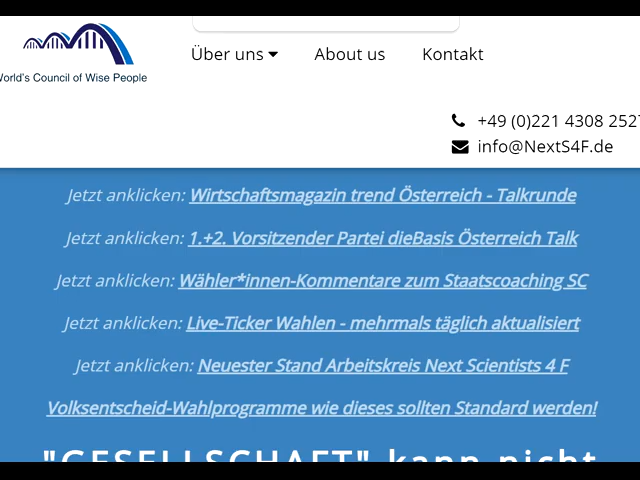 World's Council of Wise People
Über uns About us Kontakt
+49 (0)221 4308 252
info@NextS4F.de
Jetzt anklicken: Wirtschaftsmagazin trend Österreich - Talkrunde
Jetzt anklicken: 1.+2. Vorsitzender Partei dieBasis Österreich Talk
Jetzt anklicken: Wähler*innen-Kommentare zum Staatscoaching SC
Jetzt anklicken: Live-Ticker Wahlen - mehrmals täglich aktualisiert
Jetzt anklicken: Neuester Stand Arbeitskreis Next Scientists 4 F
Volksentscheid-Wahlprogramme wie dieses sollten Standard werden!
"GESELLSCHAFT" kann nicht